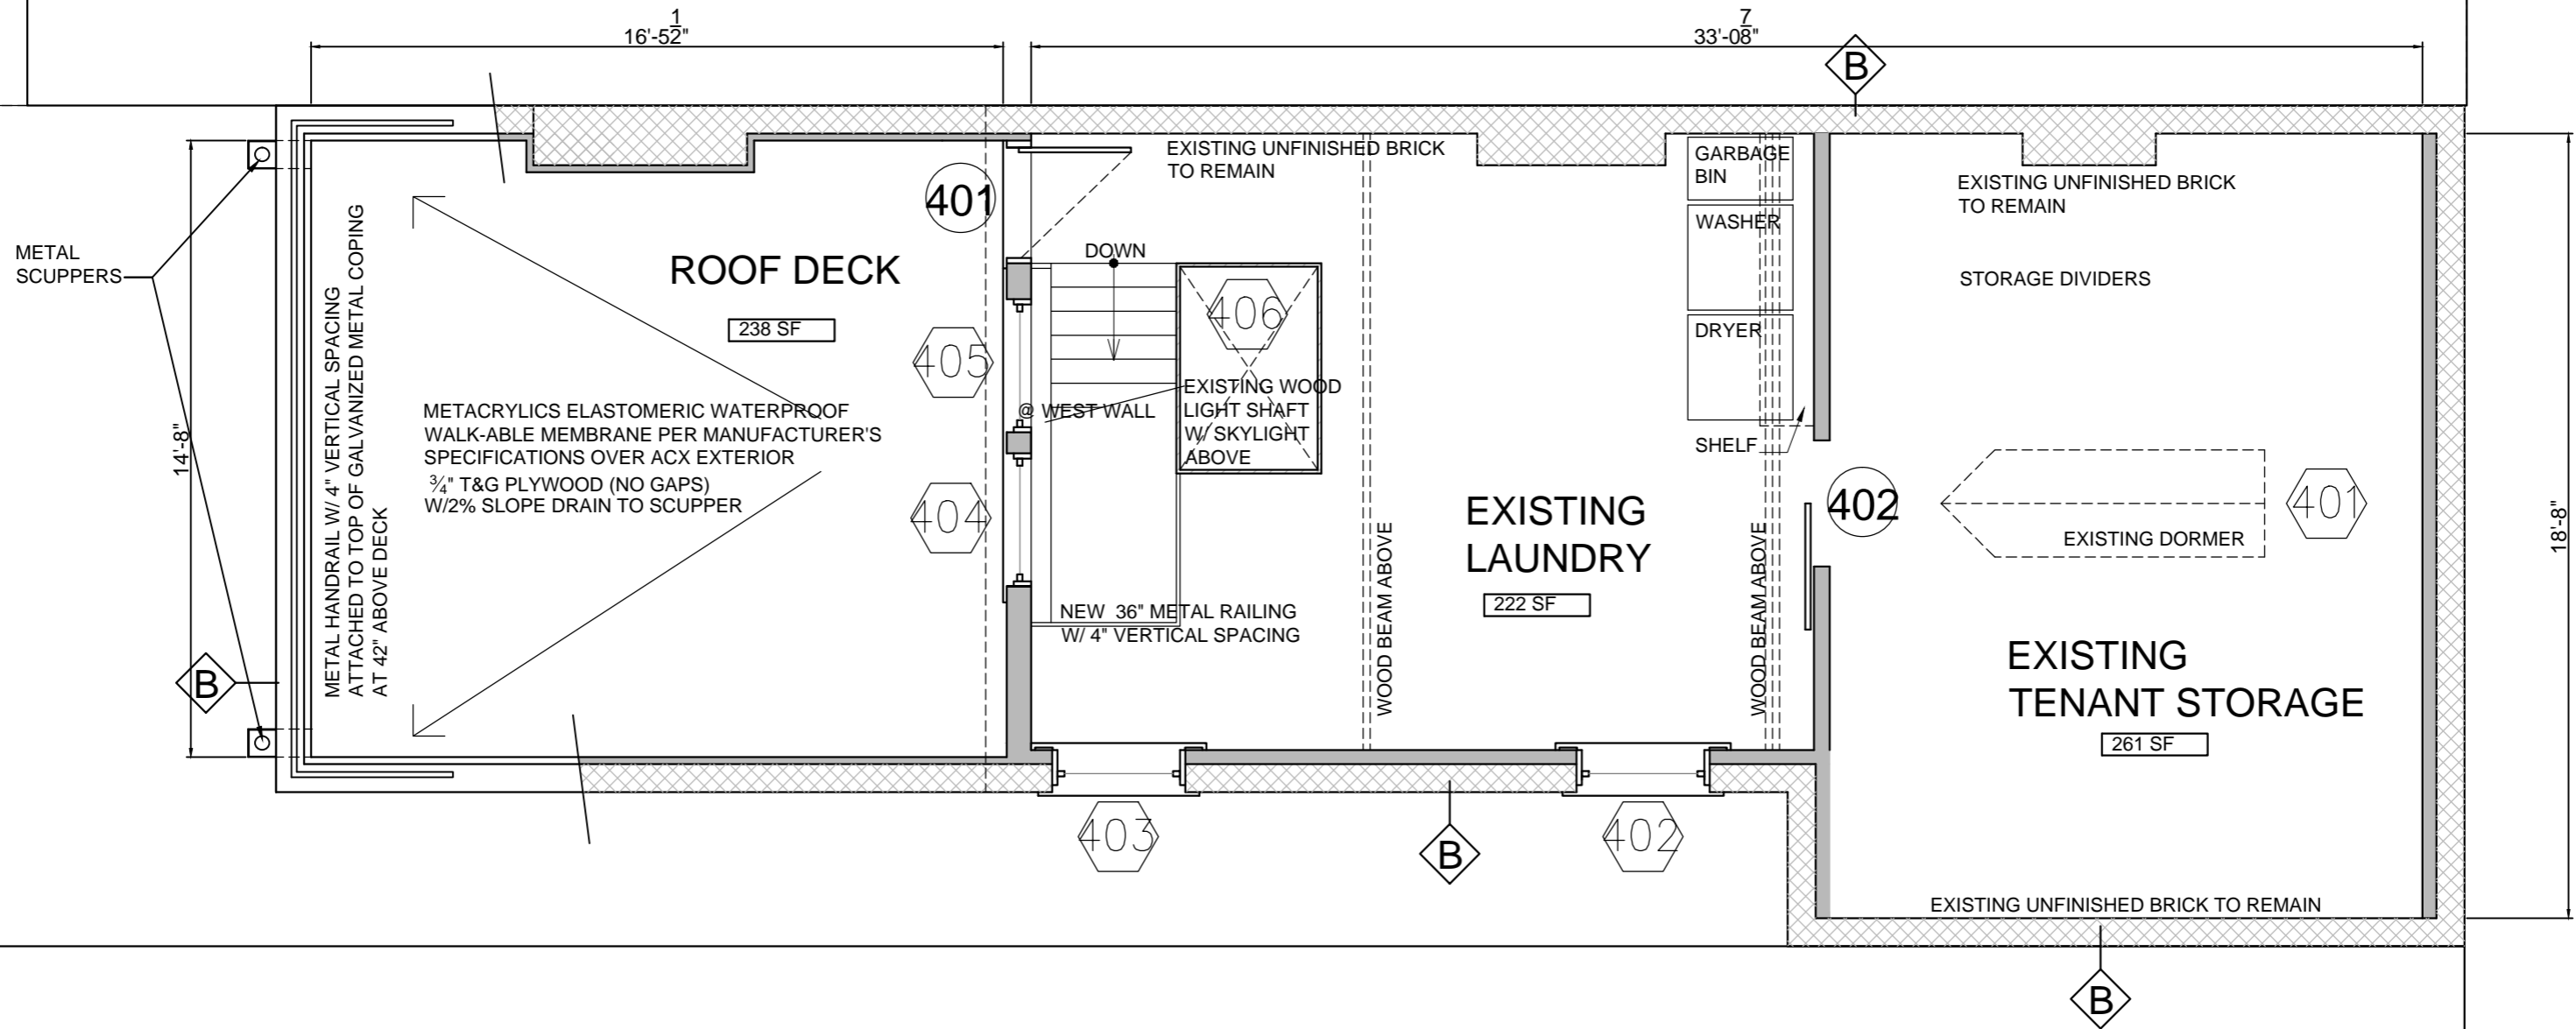 16'-5 1/2"
33'-0 7/8"
B
METAL
SCUPPERS
14'-8"
METAL HANDRAIL W/ 4" VERTICAL SPACING
ATTACHED TO TOP OF GALVANIZED METAL COPING
AT 42" ABOVE DECK
B
ROOF DECK
238 SF
METACRYLICS ELASTOMERIC WATERPROOF
WALK-ABLE MEMBRANE PER MANUFACTURER'S
SPECIFICATIONS OVER ACX EXTERIOR
3/4" T&G PLYWOOD (NO GAPS)
W/2% SLOPE DRAIN TO SCUPPER
401
405
404
EXISTING UNFINISHED BRICK
TO REMAIN
DOWN
406
@ WEST WALL
EXISTING WOOD
LIGHT SHAFT
W/ SKYLIGHT
ABOVE
NEW 36" METAL RAILING
W/ 4" VERTICAL SPACING
WOOD BEAM ABOVE
EXISTING
LAUNDRY
222 SF
GARBAGE
BIN
WASHER
DRYER
SHELF
WOOD BEAM ABOVE
402
EXISTING UNFINISHED BRICK
TO REMAIN
STORAGE DIVIDERS
401
EXISTING DORMER
EXISTING
TENANT STORAGE
261 SF
18'-8"
403
B
402
EXISTING UNFINISHED BRICK TO REMAIN
B